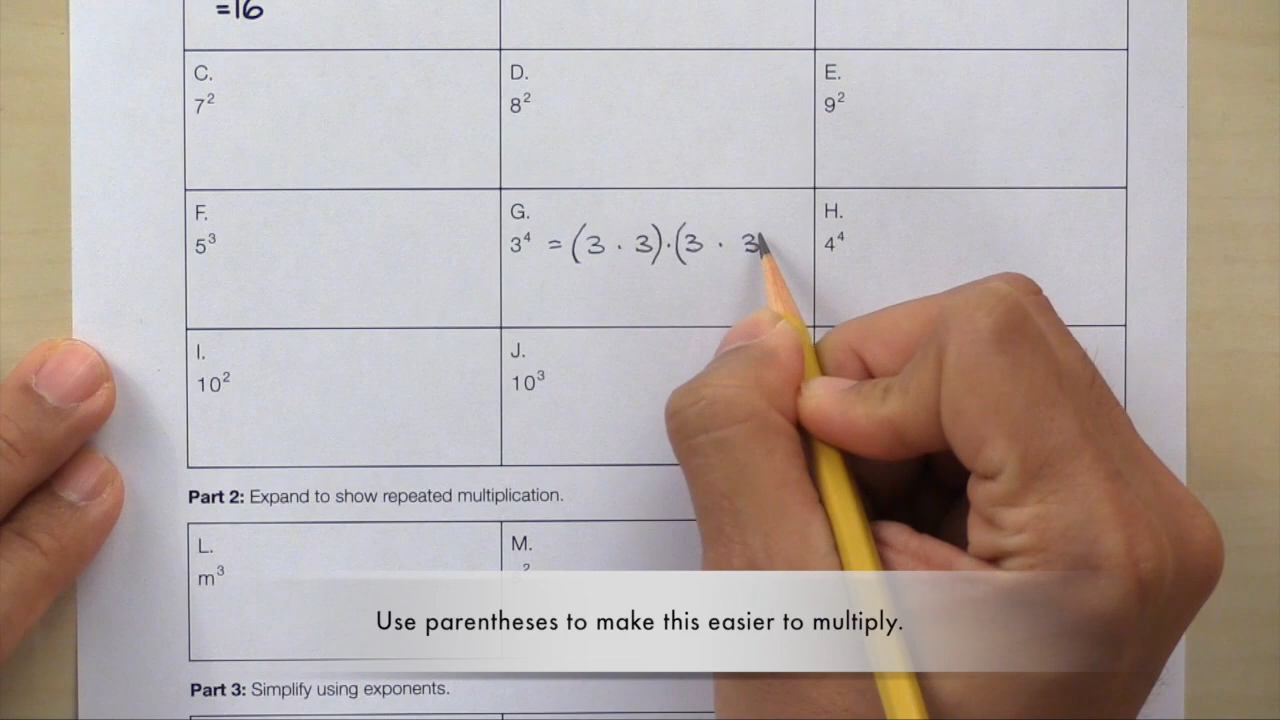 =16
C.
7²
D.
8²
E.
9²
F.
5³
G.
3⁴ = (3 · 3)·(3 · 3
H.
4⁴
I.
10²
J.
10³
Part 2: Expand to show repeated multiplication.
L.
m³
M.
2
Use parentheses to make this easier to multiply.
Part 3: Simplify using exponents.